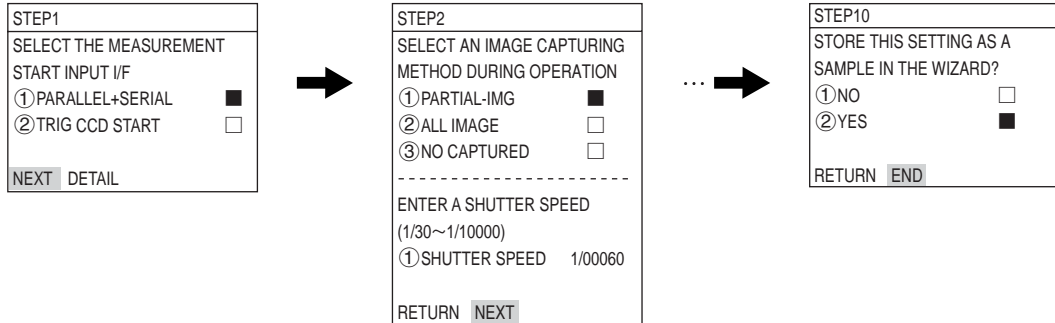 STEP1
SELECT THE MEASUREMENT
START INPUT I/F
①PARALLEL+SERIAL ■
②TRIG CCD START □
NEXT DETAIL
STEP2
SELECT AN IMAGE CAPTURING
METHOD DURING OPERATION
①PARTIAL-IMG ■
②ALL IMAGE □
③NO CAPTURED □
ENTER A SHUTTER SPEED
(1/30～1/10000)
①SHUTTER SPEED 1/00060
RETURN NEXT
...
STEP10
STORE THIS SETTING AS A
SAMPLE IN THE WIZARD?
①NO □
②YES ■
RETURN END